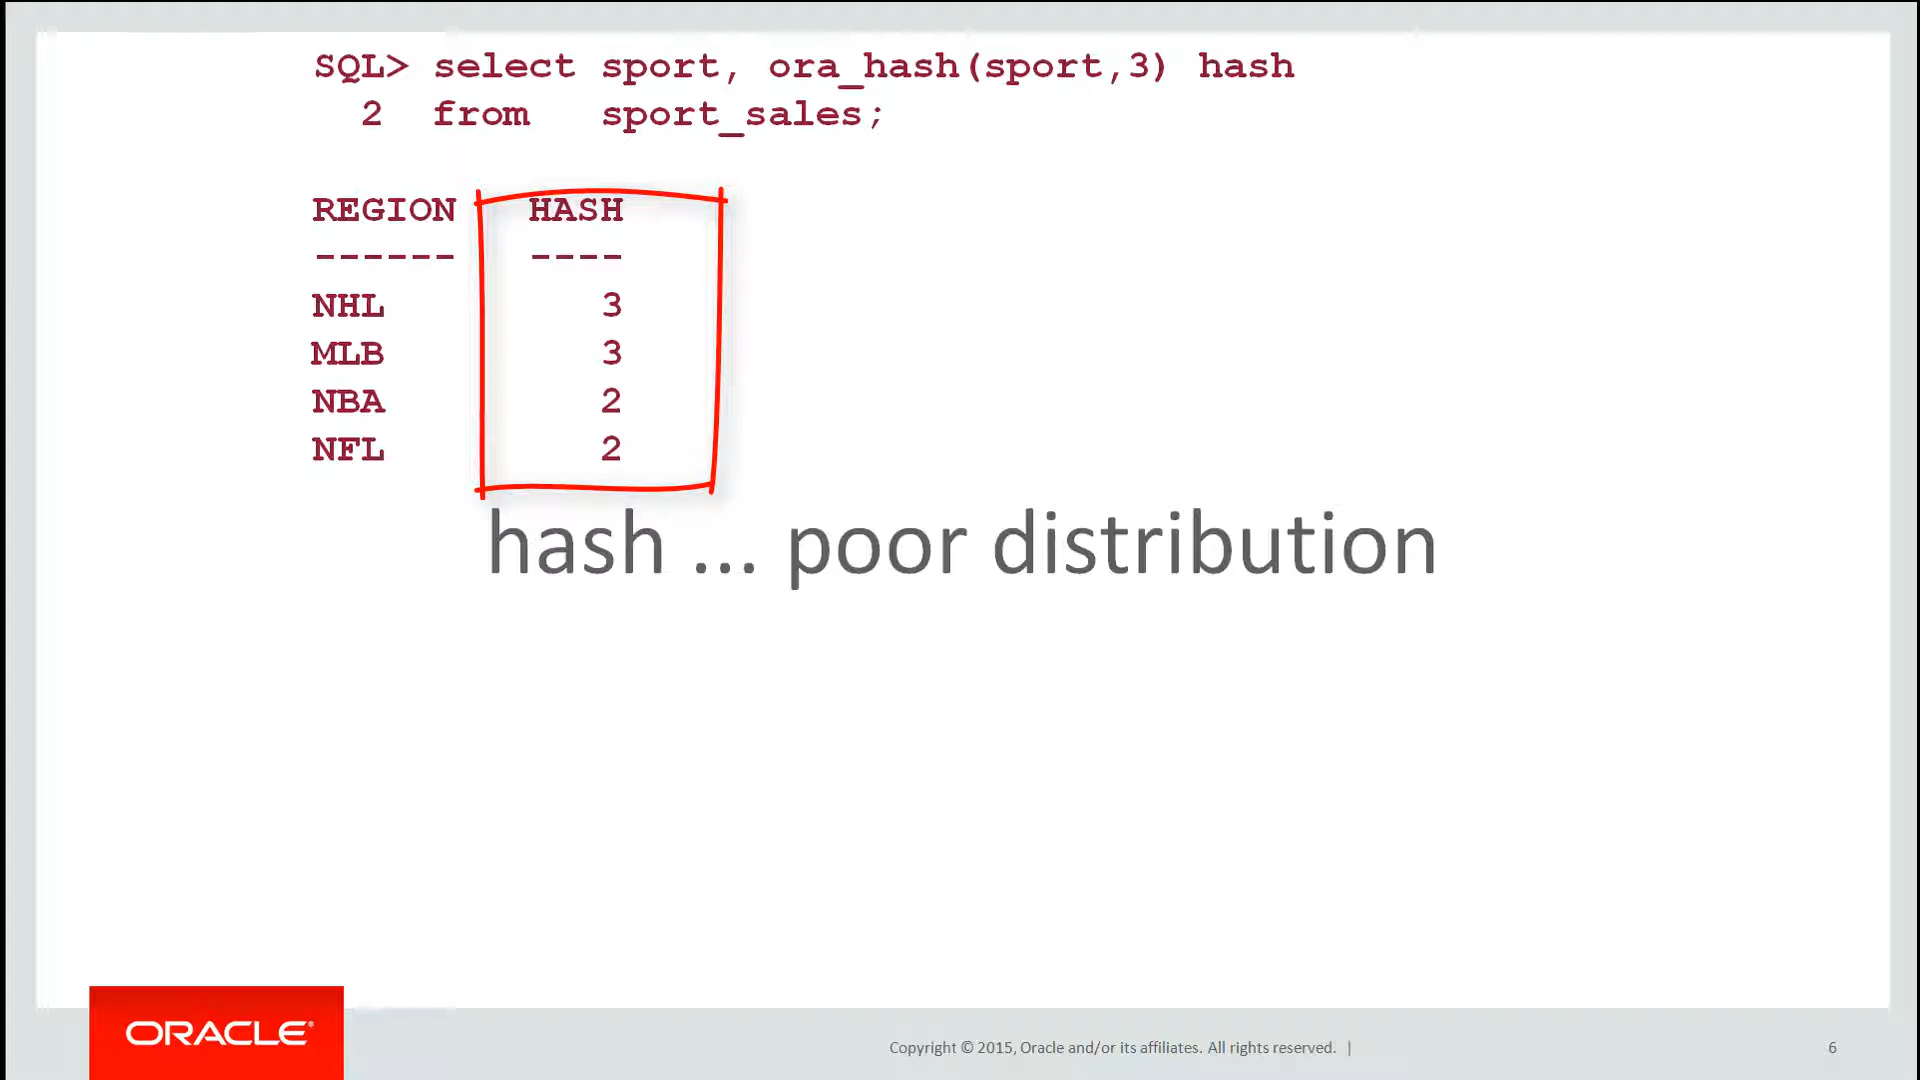 SQL> select sport, ora_hash(sport,3) hash
2 from sport_sales;
REGION HASH
------ ----
NHL 3
MLB 3
NBA 2
NFL 2
hash ... poor distribution
ORACLE®
Copyright © 2015, Oracle and/or its affiliates. All rights reserved. | 6